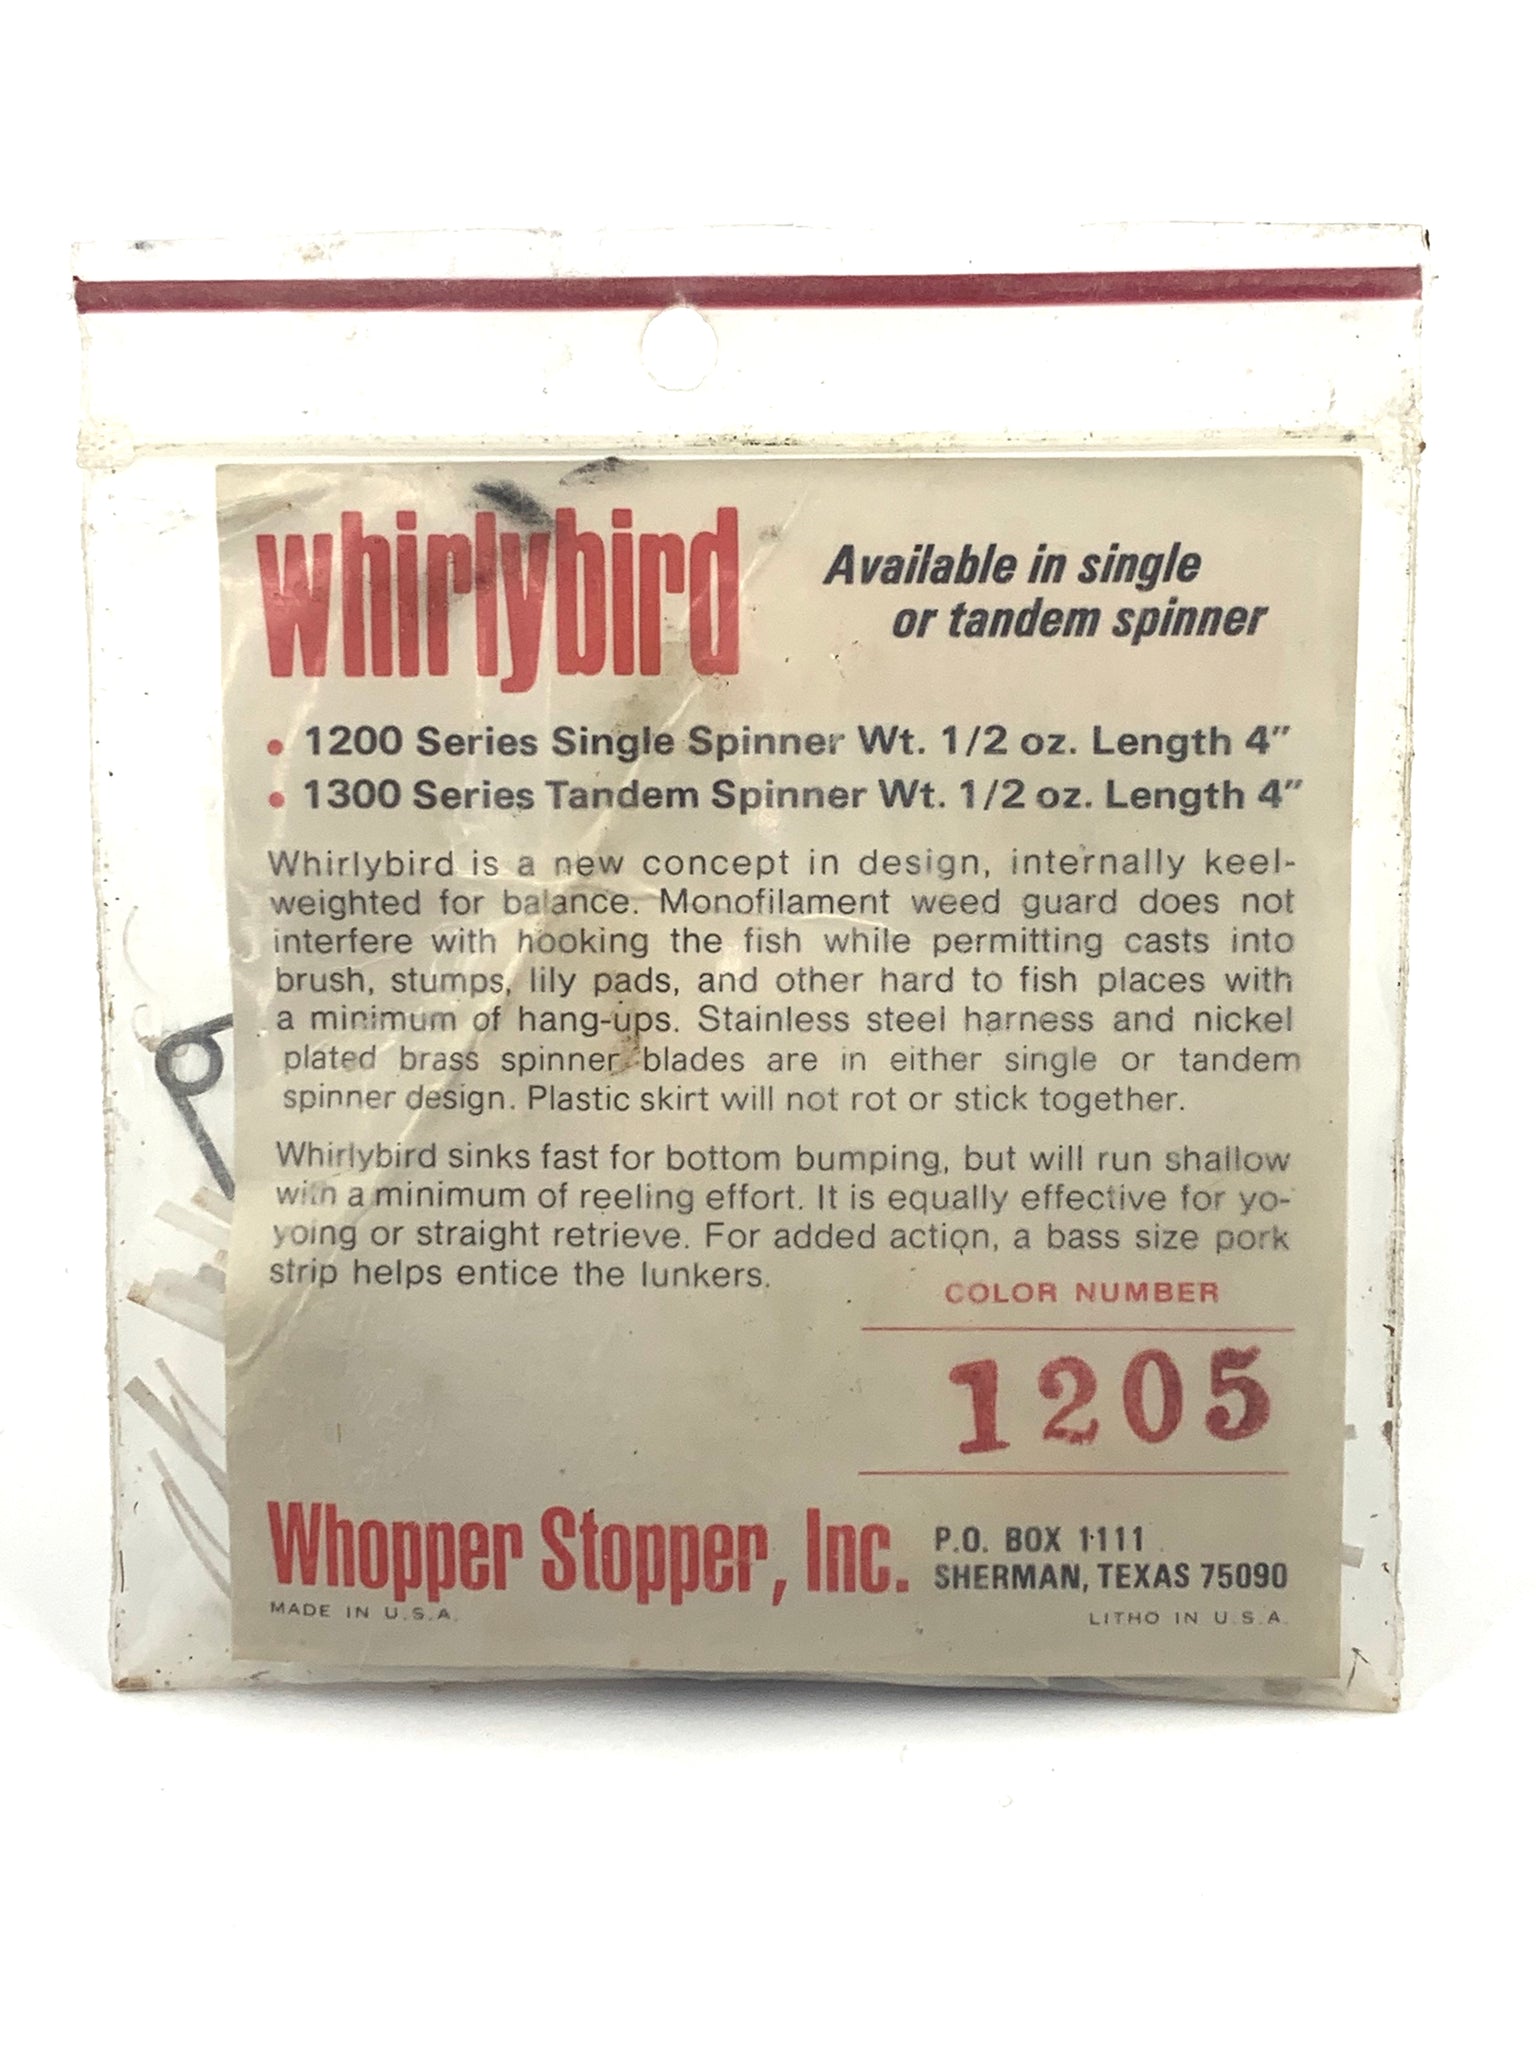 whirlybird
Available in single
or tandem spinner
• 1200 Series Single Spinner Wt. 1/2 oz. Length 4"
• 1300 Series Tandem Spinner Wt. 1/2 oz. Length 4"
Whirlybird is a new concept in design, internally keel-
weighted for balance. Monofilament weed guard does not
interfere with hooking the fish while permitting casts into
brush, stumps, lily pads, and other hard to fish places with
a minimum of hang-ups. Stainless steel harness and nickel
plated brass spinner blades are in either single or tandem
spinner design. Plastic skirt will not rot or stick together.
Whirlybird sinks fast for bottom bumping, but will run shallow
with a minimum of reeling effort. It is equally effective for yo-
yoing or straight retrieve. For added action, a bass size pork
strip helps entice the lunkers.
COLOR NUMBER
1205
Whopper Stopper, Inc.
P.O. BOX 1111
SHERMAN, TEXAS 75090
MADE IN U.S.A.
LITHO IN U.S.A.